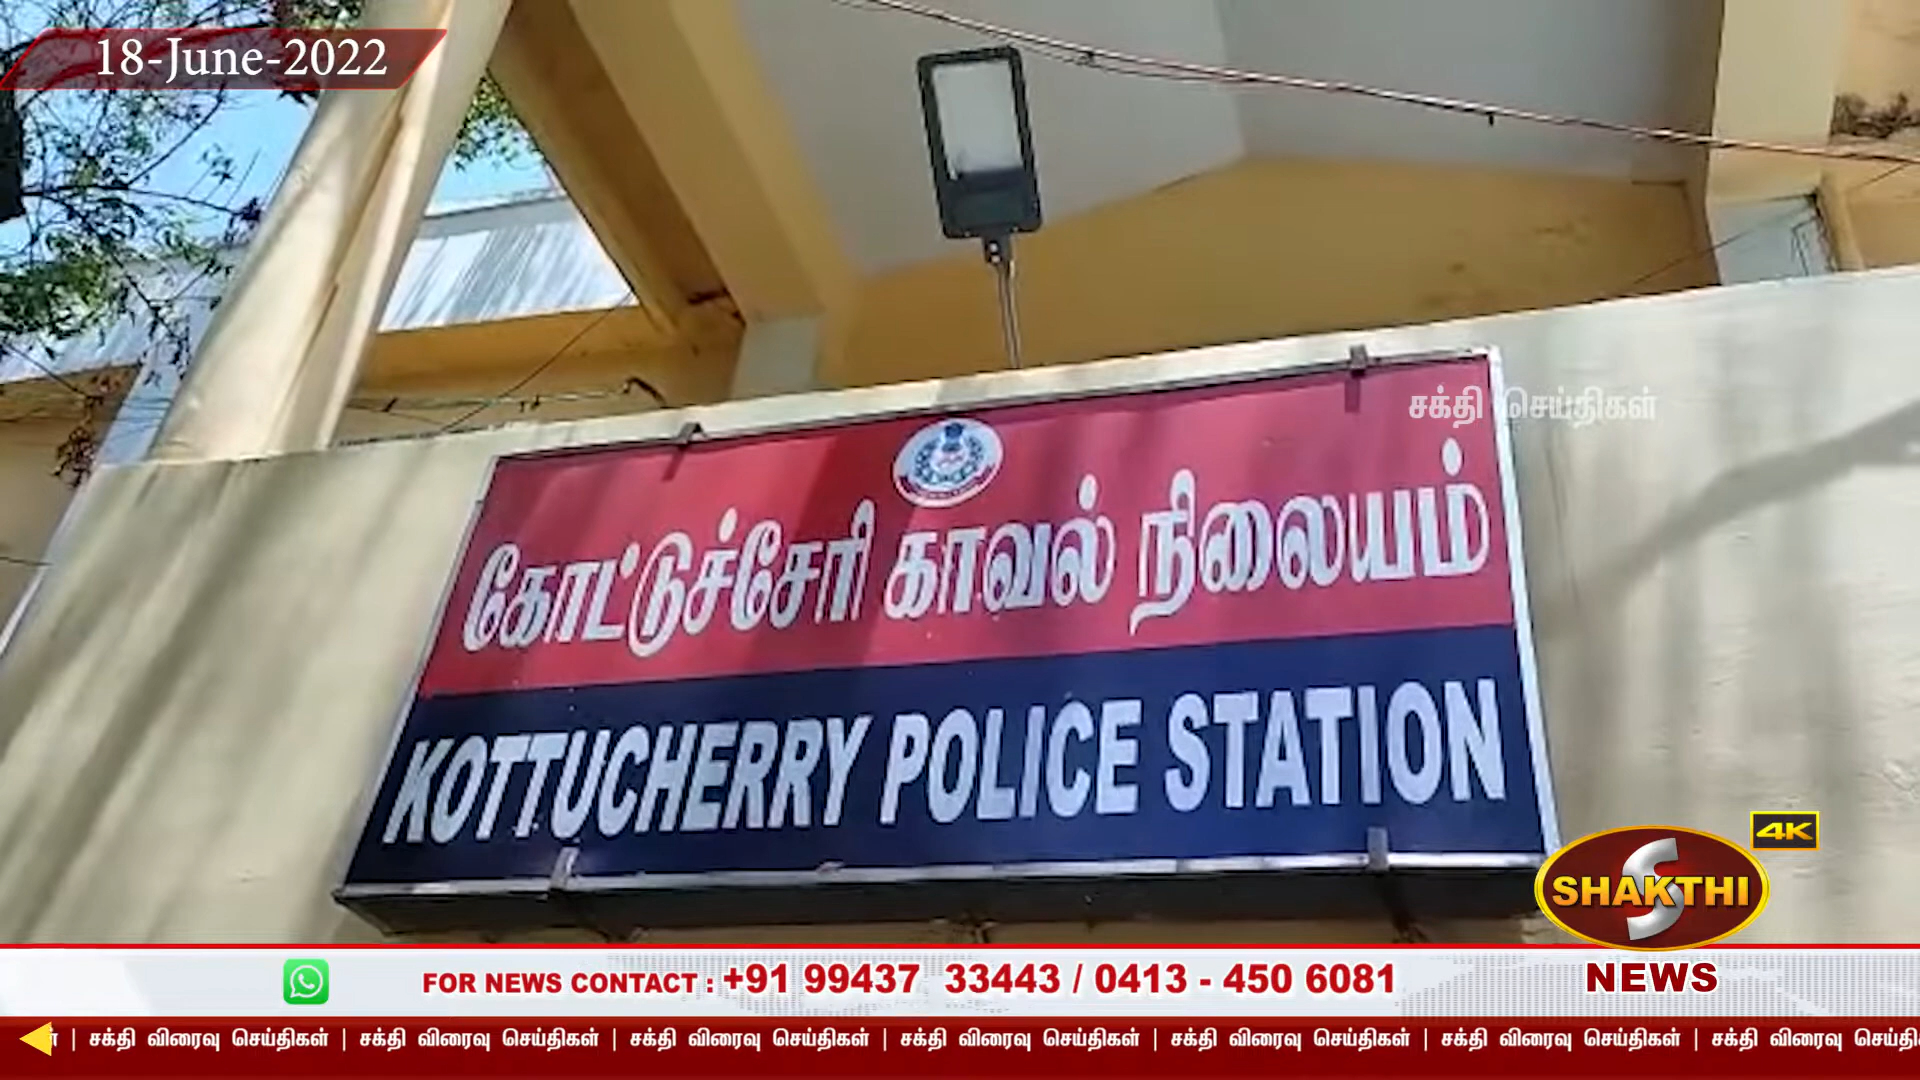 18-June-2022
சக்தி செய்திகள்
கோட்டுச்சேரி காவல் நிலையம்
KOTTUCHERRY POLICE STATION
4K
SHAKTHI
NEWS
FOR NEWS CONTACT : +91 99437 33443 / 0413 - 450 6081
| சக்தி விரைவு செய்திகள் | சக்தி விரைவு செய்திகள் | சக்தி விரைவு செய்திகள் | சக்தி விரைவு செய்திகள் | சக்தி விரைவு செய்திகள் | சக்தி விரைவு செய்திகள் | சக்தி விரைவு